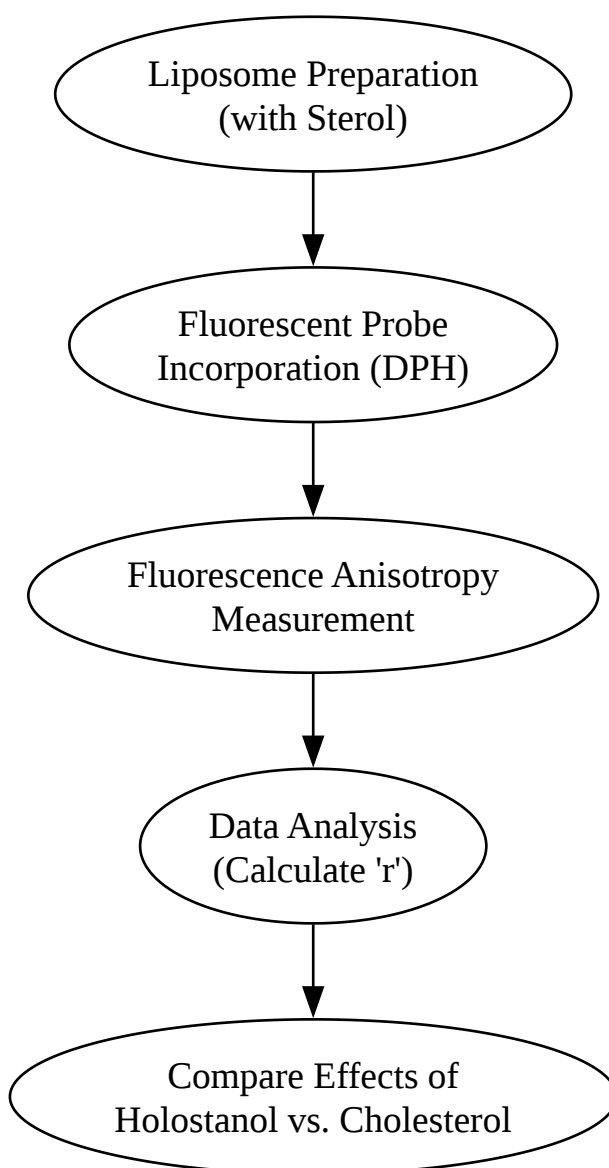 Liposome Preparation
(with Sterol)
Fluorescent Probe
Incorporation (DPH)
Fluorescence Anisotropy
Measurement
Data Analysis
(Calculate 'r')
Compare Effects of
Holostanol vs. Cholesterol